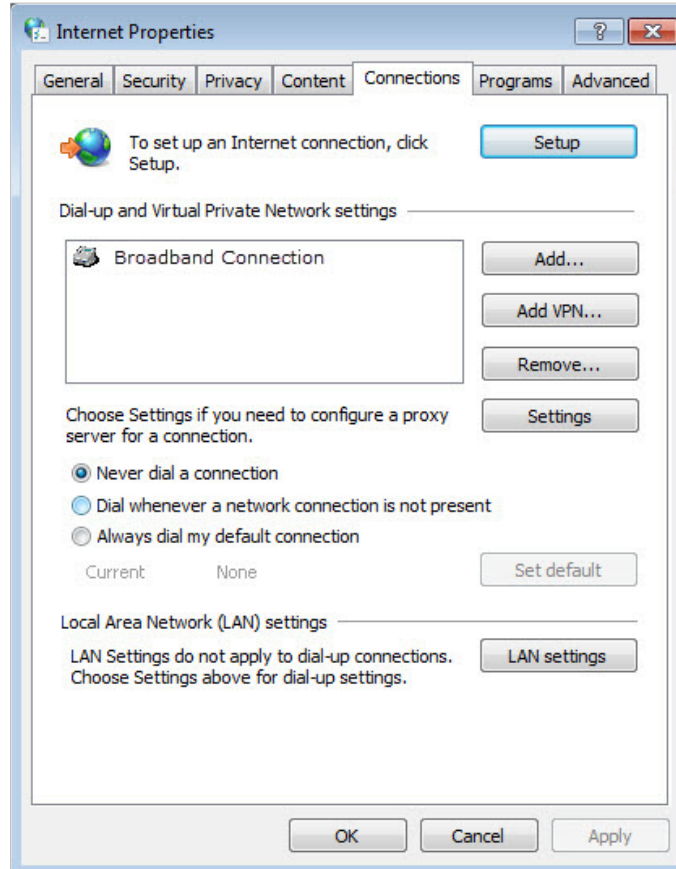 Internet Properties
General Security Privacy Content Connections Programs Advanced
To set up an Internet connection, click
Setup.
Setup
Dial-up and Virtual Private Network settings
Broadband Connection
Add...
Add VPN...
Remove...
Choose Settings if you need to configure a proxy
server for a connection.
Settings
Never dial a connection
Dial whenever a network connection is not present
Always dial my default connection
Current None
Set default
Local Area Network (LAN) settings
LAN Settings do not apply to dial-up connections.
Choose Settings above for dial-up settings.
LAN settings
OK Cancel Apply